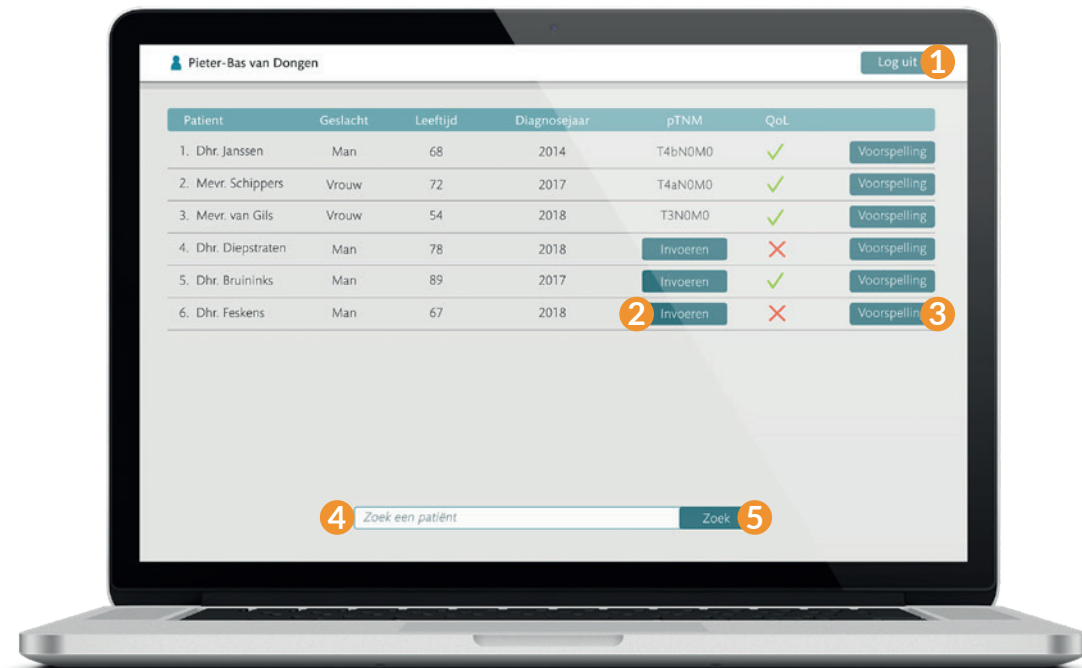 Pieter-Bas van Dongen Log uit 1
Patient Geslacht Leeftijd Diagnosejaar pTNM QoL
1. Dhr. Janssen Man 68 2014 T4bN0M0 Voorspelling
2. Mevr. Schippers Vrouw 72 2017 T4aN0M0 Voorspelling
3. Mevr. van Gils Vrouw 54 2018 T3N0M0 Voorspelling
4. Dhr. Diepstraten Man 78 2018 Invoeren Voorspelling
5. Dhr. Bruininks Man 89 2017 Invoeren Voorspelling
6. Dhr. Feskens Man 67 2018 2 Invoeren Voorspelling 3
4 Zoek een patiënt Zoek 5